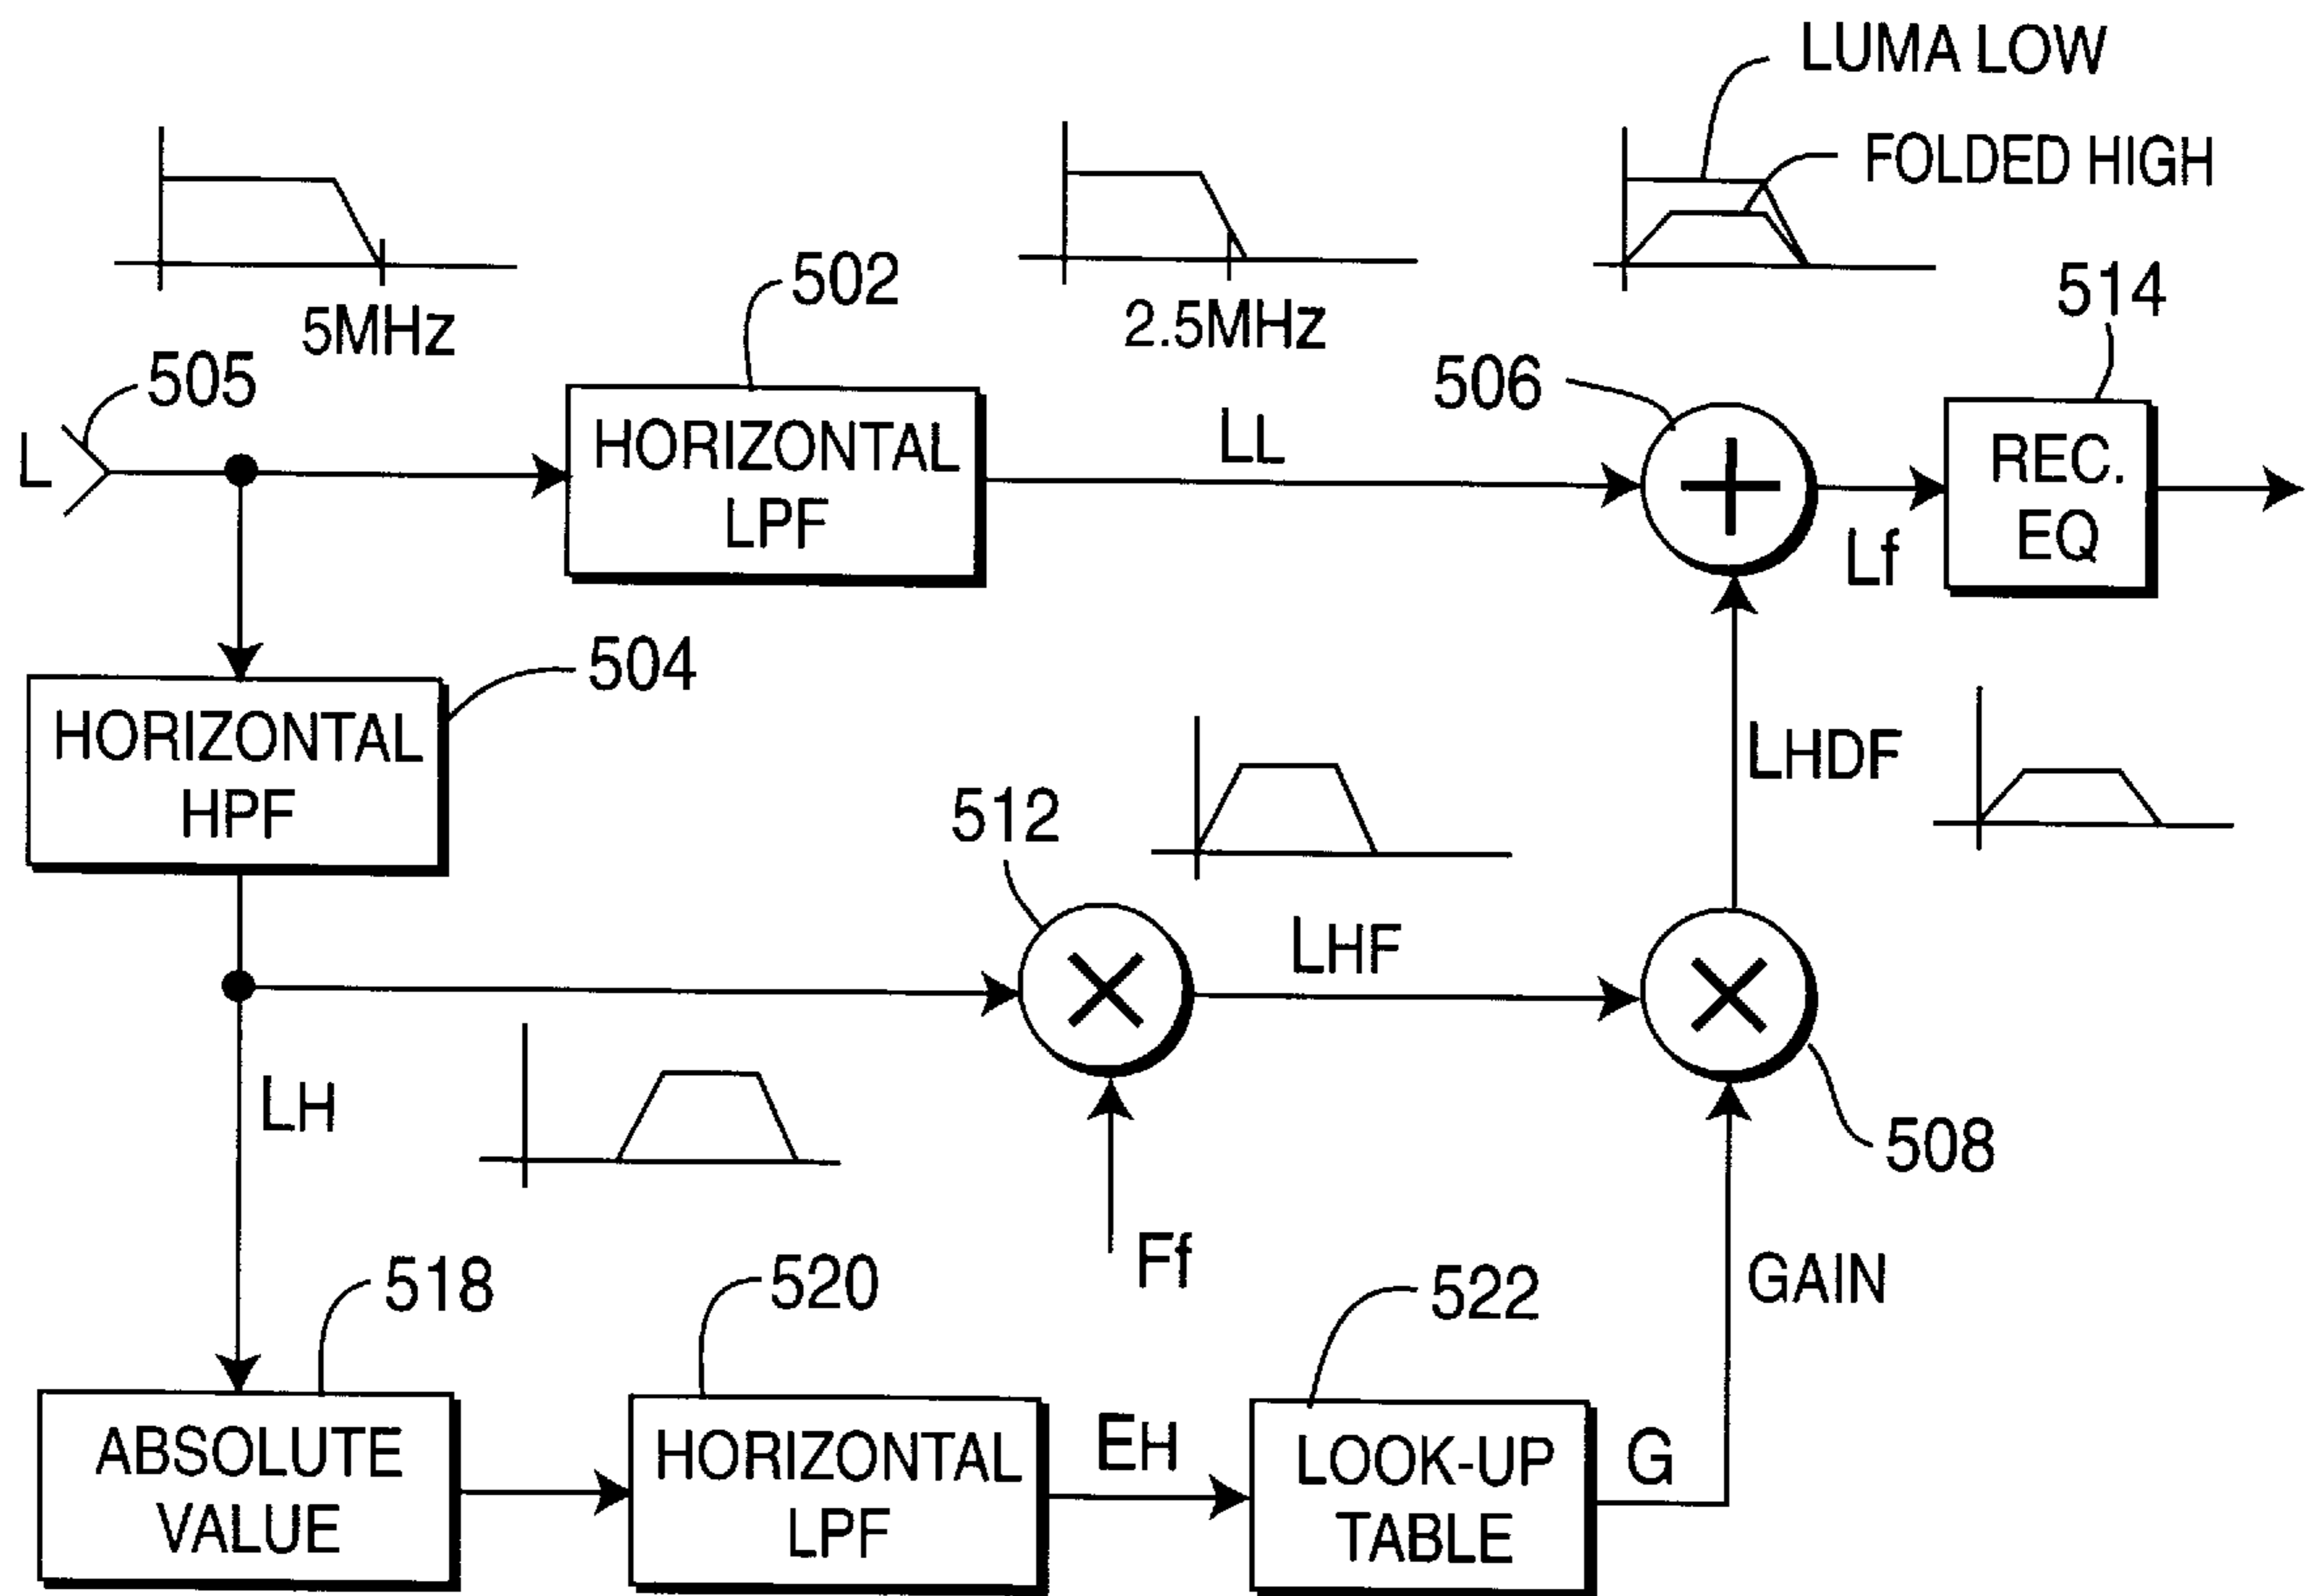 LUMA LOW
FOLDED HIGH
5MHz
502
2.5MHz
514
505
506
L
HORIZONTAL
LPF
LL
Lf
REC.
EQ
504
HORIZONTAL
HPF
512
LHDF
LHF
LH
Ff
508
518
520
522
GAIN
ABSOLUTE
VALUE
HORIZONTAL
LPF
EH
LOOK-UP
TABLE
G